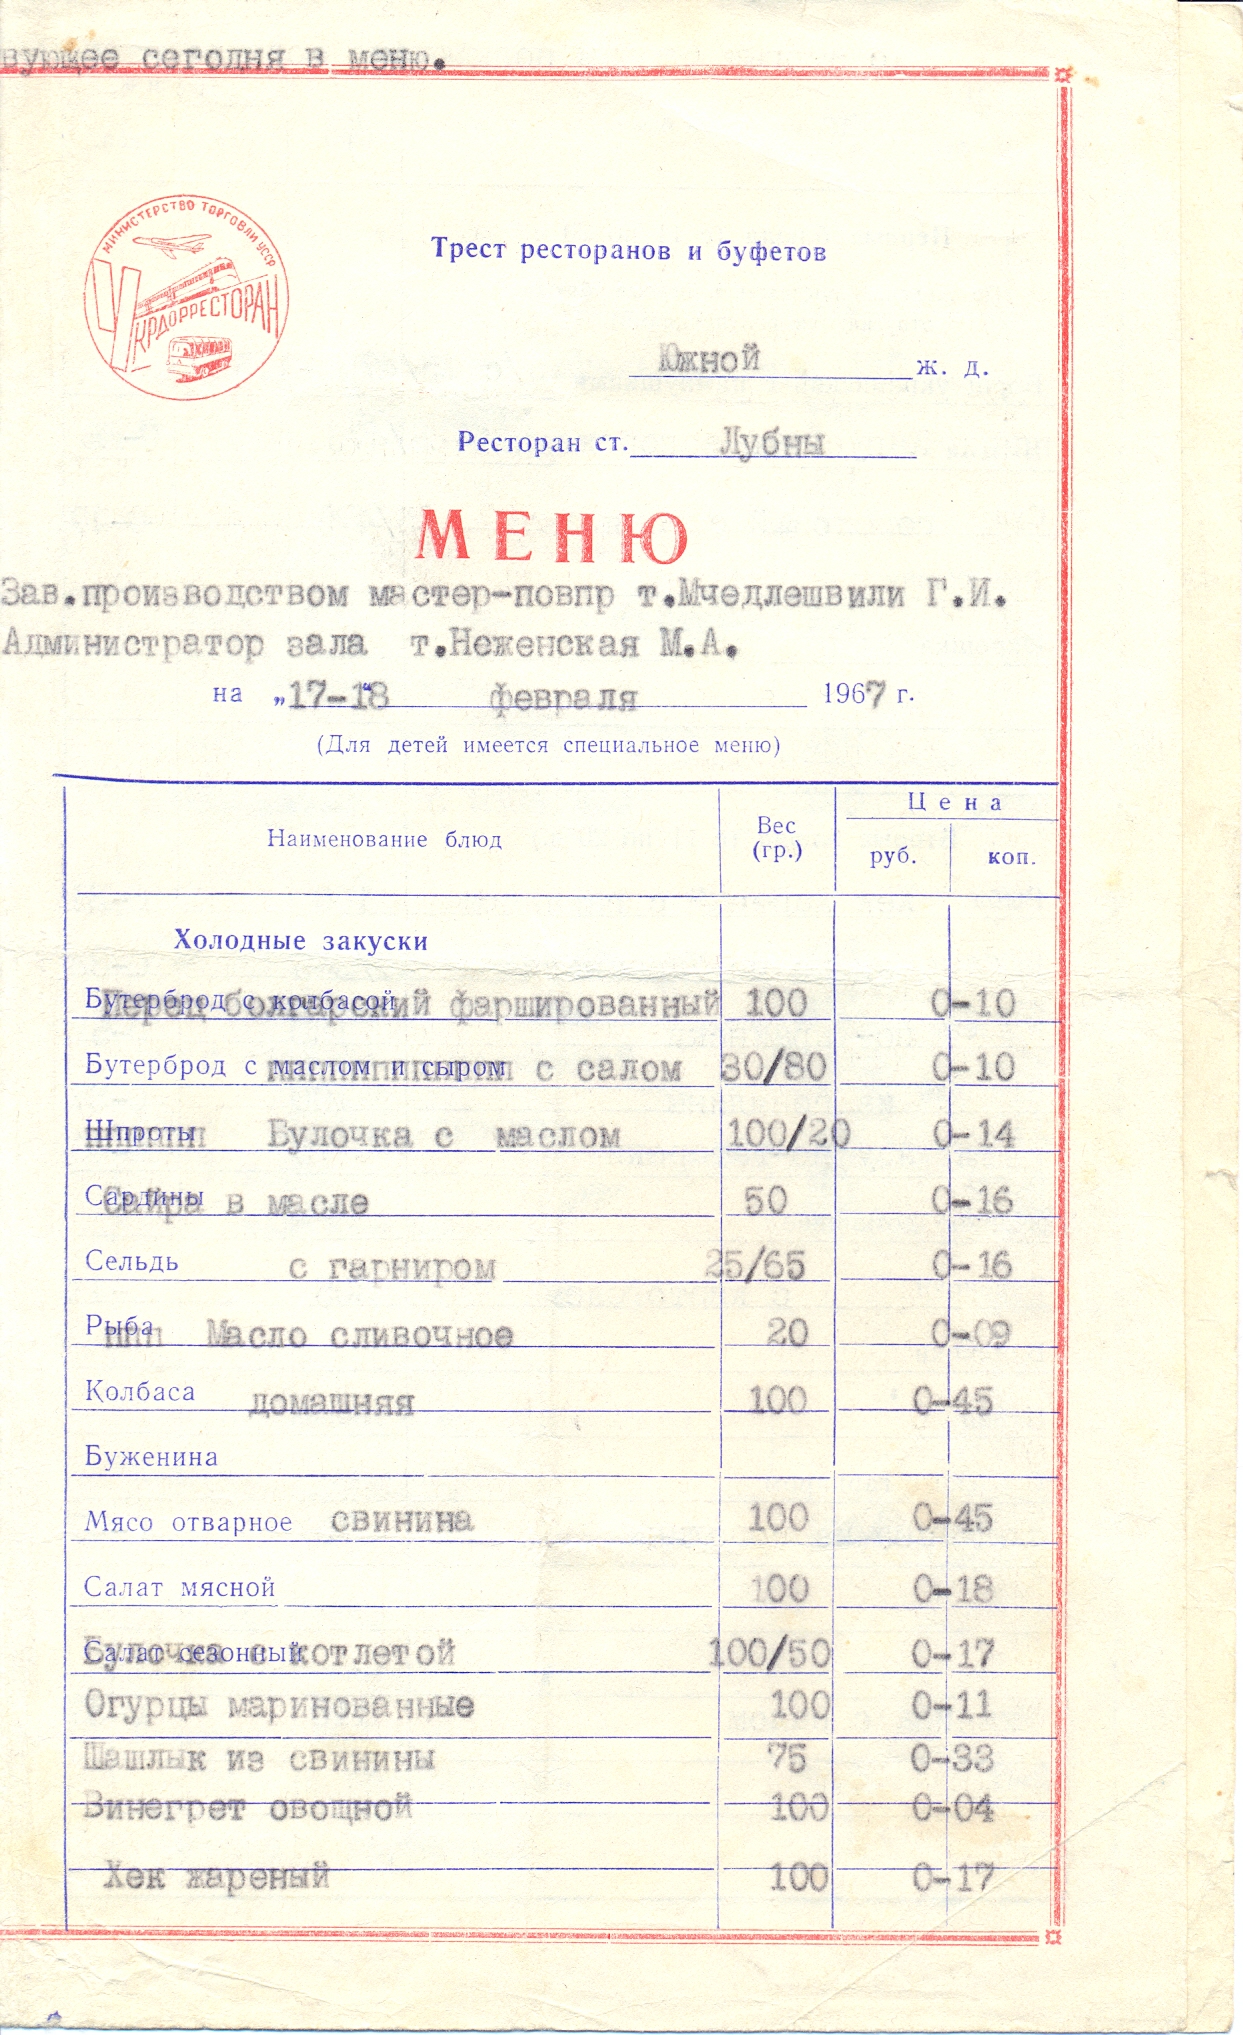 вующее сегодня в меню.
МИНИСТЕРСТВО ТОРГОВЛИ УССР
УКРДОРРЕСТОРАН
Трест ресторанов и буфетов
Южной ж. д.
Ресторан ст. Лубны
МЕНЮ
Зав.производством мастер-повпр т.Мчедлешвили Г.И.
Администратор зала т.Неженская М.А.
на „17-18“ февраля 1967 г.
(Для детей имеется специальное меню)
Наименование блюд Вес (гр.) Цена руб. коп.
Холодные закуски
Бутерброд с колбасой Перец болгарский фаршированный 100 0-10
Бутерброд с маслом и сыром с салом 30/80 0-10
Шпроты Булочка с маслом 100/20 0-14
Сардины Сайра в масле 50 0-16
Сельдь с гарниром 25/65 0-16
Рыба Масло сливочное 20 0-09
Колбаса домашняя 100 0-45
Буженина
Мясо отварное свинина 100 0-45
Салат мясной 100 0-18
Салат сезонный Булочка с котлетой 100/50 0-17
Огурцы маринованные 100 0-11
Шашлык из свинины 75 0-33
Винегрет овощной 100 0-04
Хек жареный 100 0-17